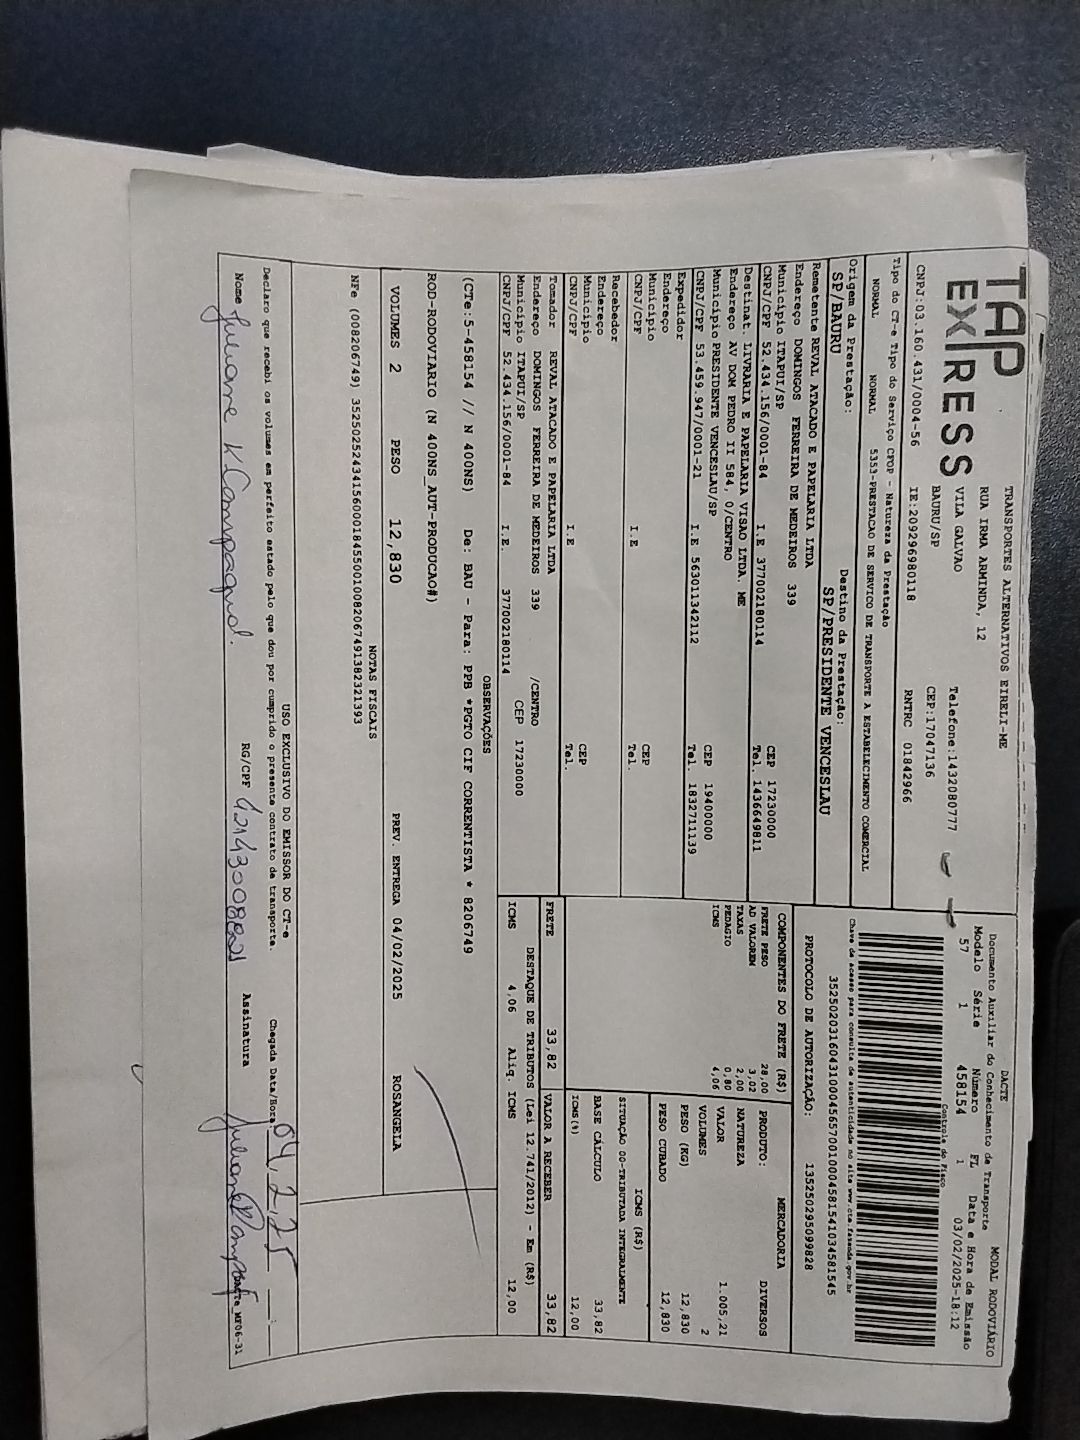 TAP
EXPRESS
TRANSPORTES ALTERNATIVOS EIRELI-ME
RUA IRMA ARMINDA, 12
VILA GALVAO
BAURU/SP
Telefone:1432080777
CEP:17047136
CNPJ:03.160.431/0004-56 IE:209296980118 RNTRC 01842966
DACTE MODAL RODOVIÁRIO
Documento Auxiliar do Conhecimento de Transporte
Modelo Série Número FL Data e Hora de Emissão
57 1 458154 1 03/02/2025-18:12
Controle do Fisco
Chave de acesso para consulta de autenticidade no site www.cte.fazenda.gov.br
35250203160431000456570010004581541034581545
PROTOCOLO DE AUTORIZAÇÃO: 135250295099828
Tipo do CT-e Tipo do Serviço CFOP - Natureza da Prestação
NORMAL NORMAL 5353-PRESTACAO DE SERVICO DE TRANSPORTE A ESTABELECIMENTO COMERCIAL
Origem da Prestação: Destino da Prestação:
SP/BAURU SP/PRESIDENTE VENCESLAU
Remetente REVAL ATACADO E PAPELARIA LTDA
Endereço DOMINGOS FERREIRA DE MEDEIROS 339
Município ITAPUI/SP CEP 17230000
CNPJ/CPF 52.434.156/0001-84 I.E 377002180114 Tel. 1436649811
Destinat. LIVRARIA E PAPELARIA VISAO LTDA. ME
Endereço AV DOM PEDRO II 584, 0/CENTRO
Município PRESIDENTE VENCESLAU/SP CEP 19400000
CNPJ/CPF 53.459.947/0001-21 I.E 563011342112 Tel. 1832711139
Expedidor
Endereço
Município CEP
CNPJ/CPF I.E Tel.
Recebedor
Endereço
Município CEP
CNPJ/CPF I.E Tel.
Tomador REVAL ATACADO E PAPELARIA LTDA
Endereço DOMINGOS FERREIRA DE MEDEIROS 339 /CENTRO
Município ITAPUI/SP CEP 17230000
CNPJ/CPF 52.434.156/0001-84 I.E. 377002180114
COMPONENTES DO FRETE (R$)
FRETE PESO 28,00
AD VALOREM 3,02
TAXAS 2,00
PEDAGIO 0,80
ICMS 4,06
MERCADORIA
PRODUTO: DIVERSOS
NATUREZA
VALOR 1.005,21
VOLUMES 2
PESO (KG) 12,830
PESO CUBADO 12,830
ICMS (R$)
SITUAÇÃO 00-TRIBUTADA INTEGRALMENTE
BASE CÁLCULO 33,82
ICMS(%) 12,00
FRETE 33,82 VALOR A RECEBER 33,82
DESTAQUE DE TRIBUTOS (Lei 12.741/2012) - Em (R$)
ICMS 4,06 Aliq. ICMS 12,00
OBSERVAÇÕES
(CTe:5-458154 // N 400NS) De: BAU - Para: PPB *PGTO CIF CORRENTISTA * 8206749
ROD-RODOVIARIO (N 400NS_AUT-PRODUCAO#)
VOLUMES 2 PESO 12,830 PREV. ENTREGA 04/02/2025 ROSANGELA
NOTAS FISCAIS
NFe (008206749) 35250252434156000184550010082067491382321393
USO EXCLUSIVO DO EMISSOR DO CT-e
Declaro que recebi os volumes em perfeito estado pelo que dou por cumprido o presente contrato de transporte. Chegada Data/Hora 04,2,25
Nome Juliane K Campagnol. RG/CPF 42143008821 Assinatura